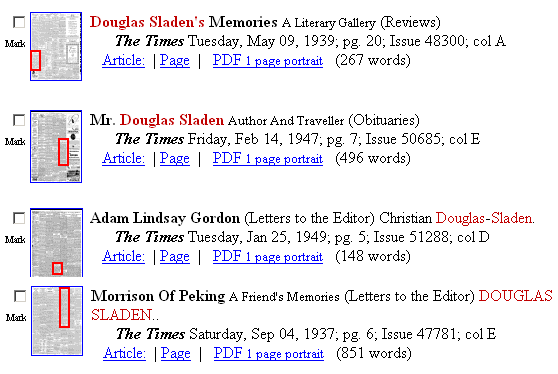 Douglas Sladen's Memories A Literary Gallery (Reviews)
The Times Tuesday, May 09, 1939; pg. 20; Issue 48300; col A
Mark
Article: | Page | PDF 1 page portrait (267 words)
Mr. Douglas Sladen Author And Traveller (Obituaries)
The Times Friday, Feb 14, 1947; pg. 7; Issue 50685; col E
Mark
Article: | Page | PDF 1 page portrait (496 words)
Adam Lindsay Gordon (Letters to the Editor) Christian Douglas-Sladen.
The Times Tuesday, Jan 25, 1949; pg. 5; Issue 51288; col D
Mark
Article: | Page | PDF 1 page portrait (148 words)
Morrison Of Peking A Friend's Memories (Letters to the Editor) DOUGLAS
SLADEN..
Mark
The Times Saturday, Sep 04, 1937; pg. 6; Issue 47781; col E
Article: | Page | PDF 1 page portrait (851 words)